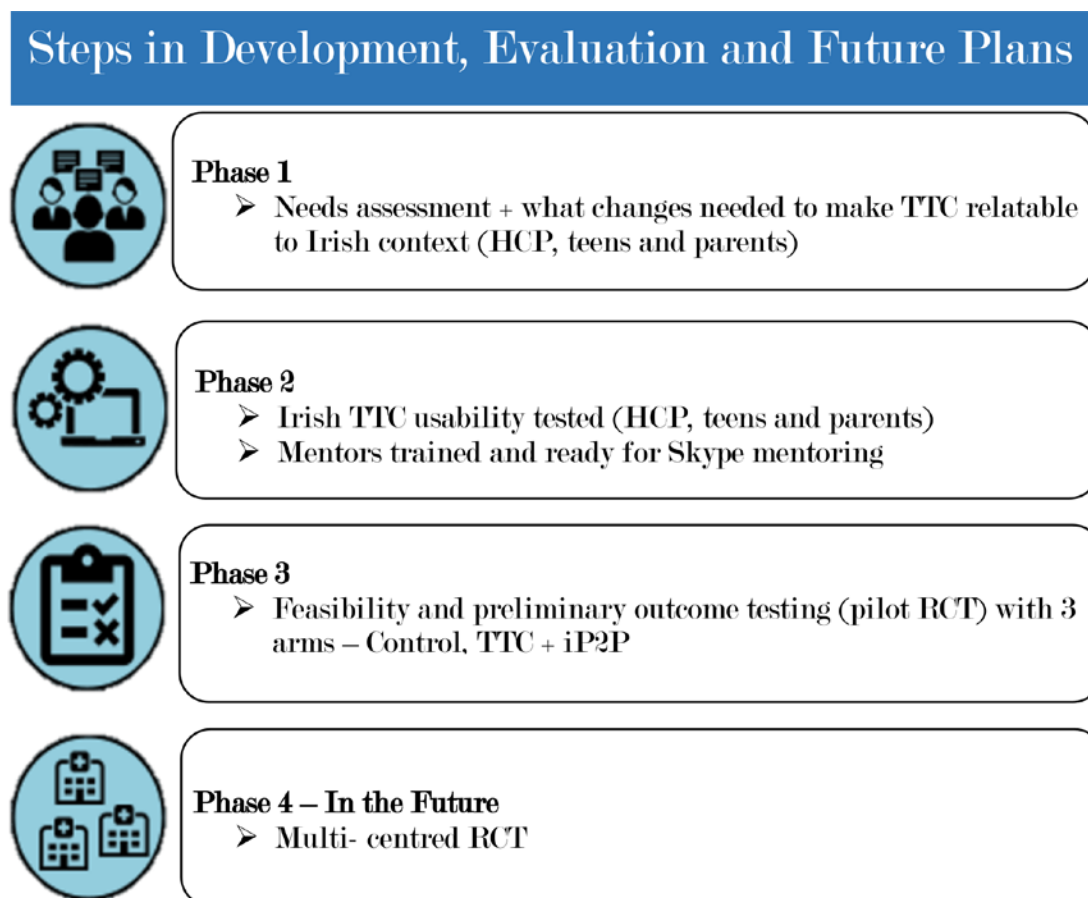 Steps in Development, Evaluation and Future Plans
Phase 1
➢ Needs assessment + what changes needed to make TTC relatable
to Irish context (HCP, teens and parents)
Phase 2
➢ Irish TTC usability tested (HCP, teens and parents)
➢ Mentors trained and ready for Skype mentoring
Phase 3
➢ Feasibility and preliminary outcome testing (pilot RCT) with 3
arms – Control, TTC + iP2P
Phase 4 – In the Future
➢ Multi- centred RCT